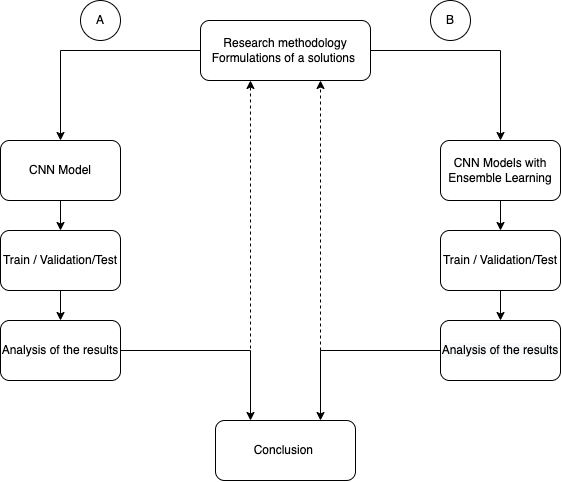 A
B
Research methodology
Formulations of a solutions
CNN Model
CNN Models with
Ensemble Learning
Train / Validation/Test
Train / Validation/Test
Analysis of the results
Analysis of the results
Conclusion